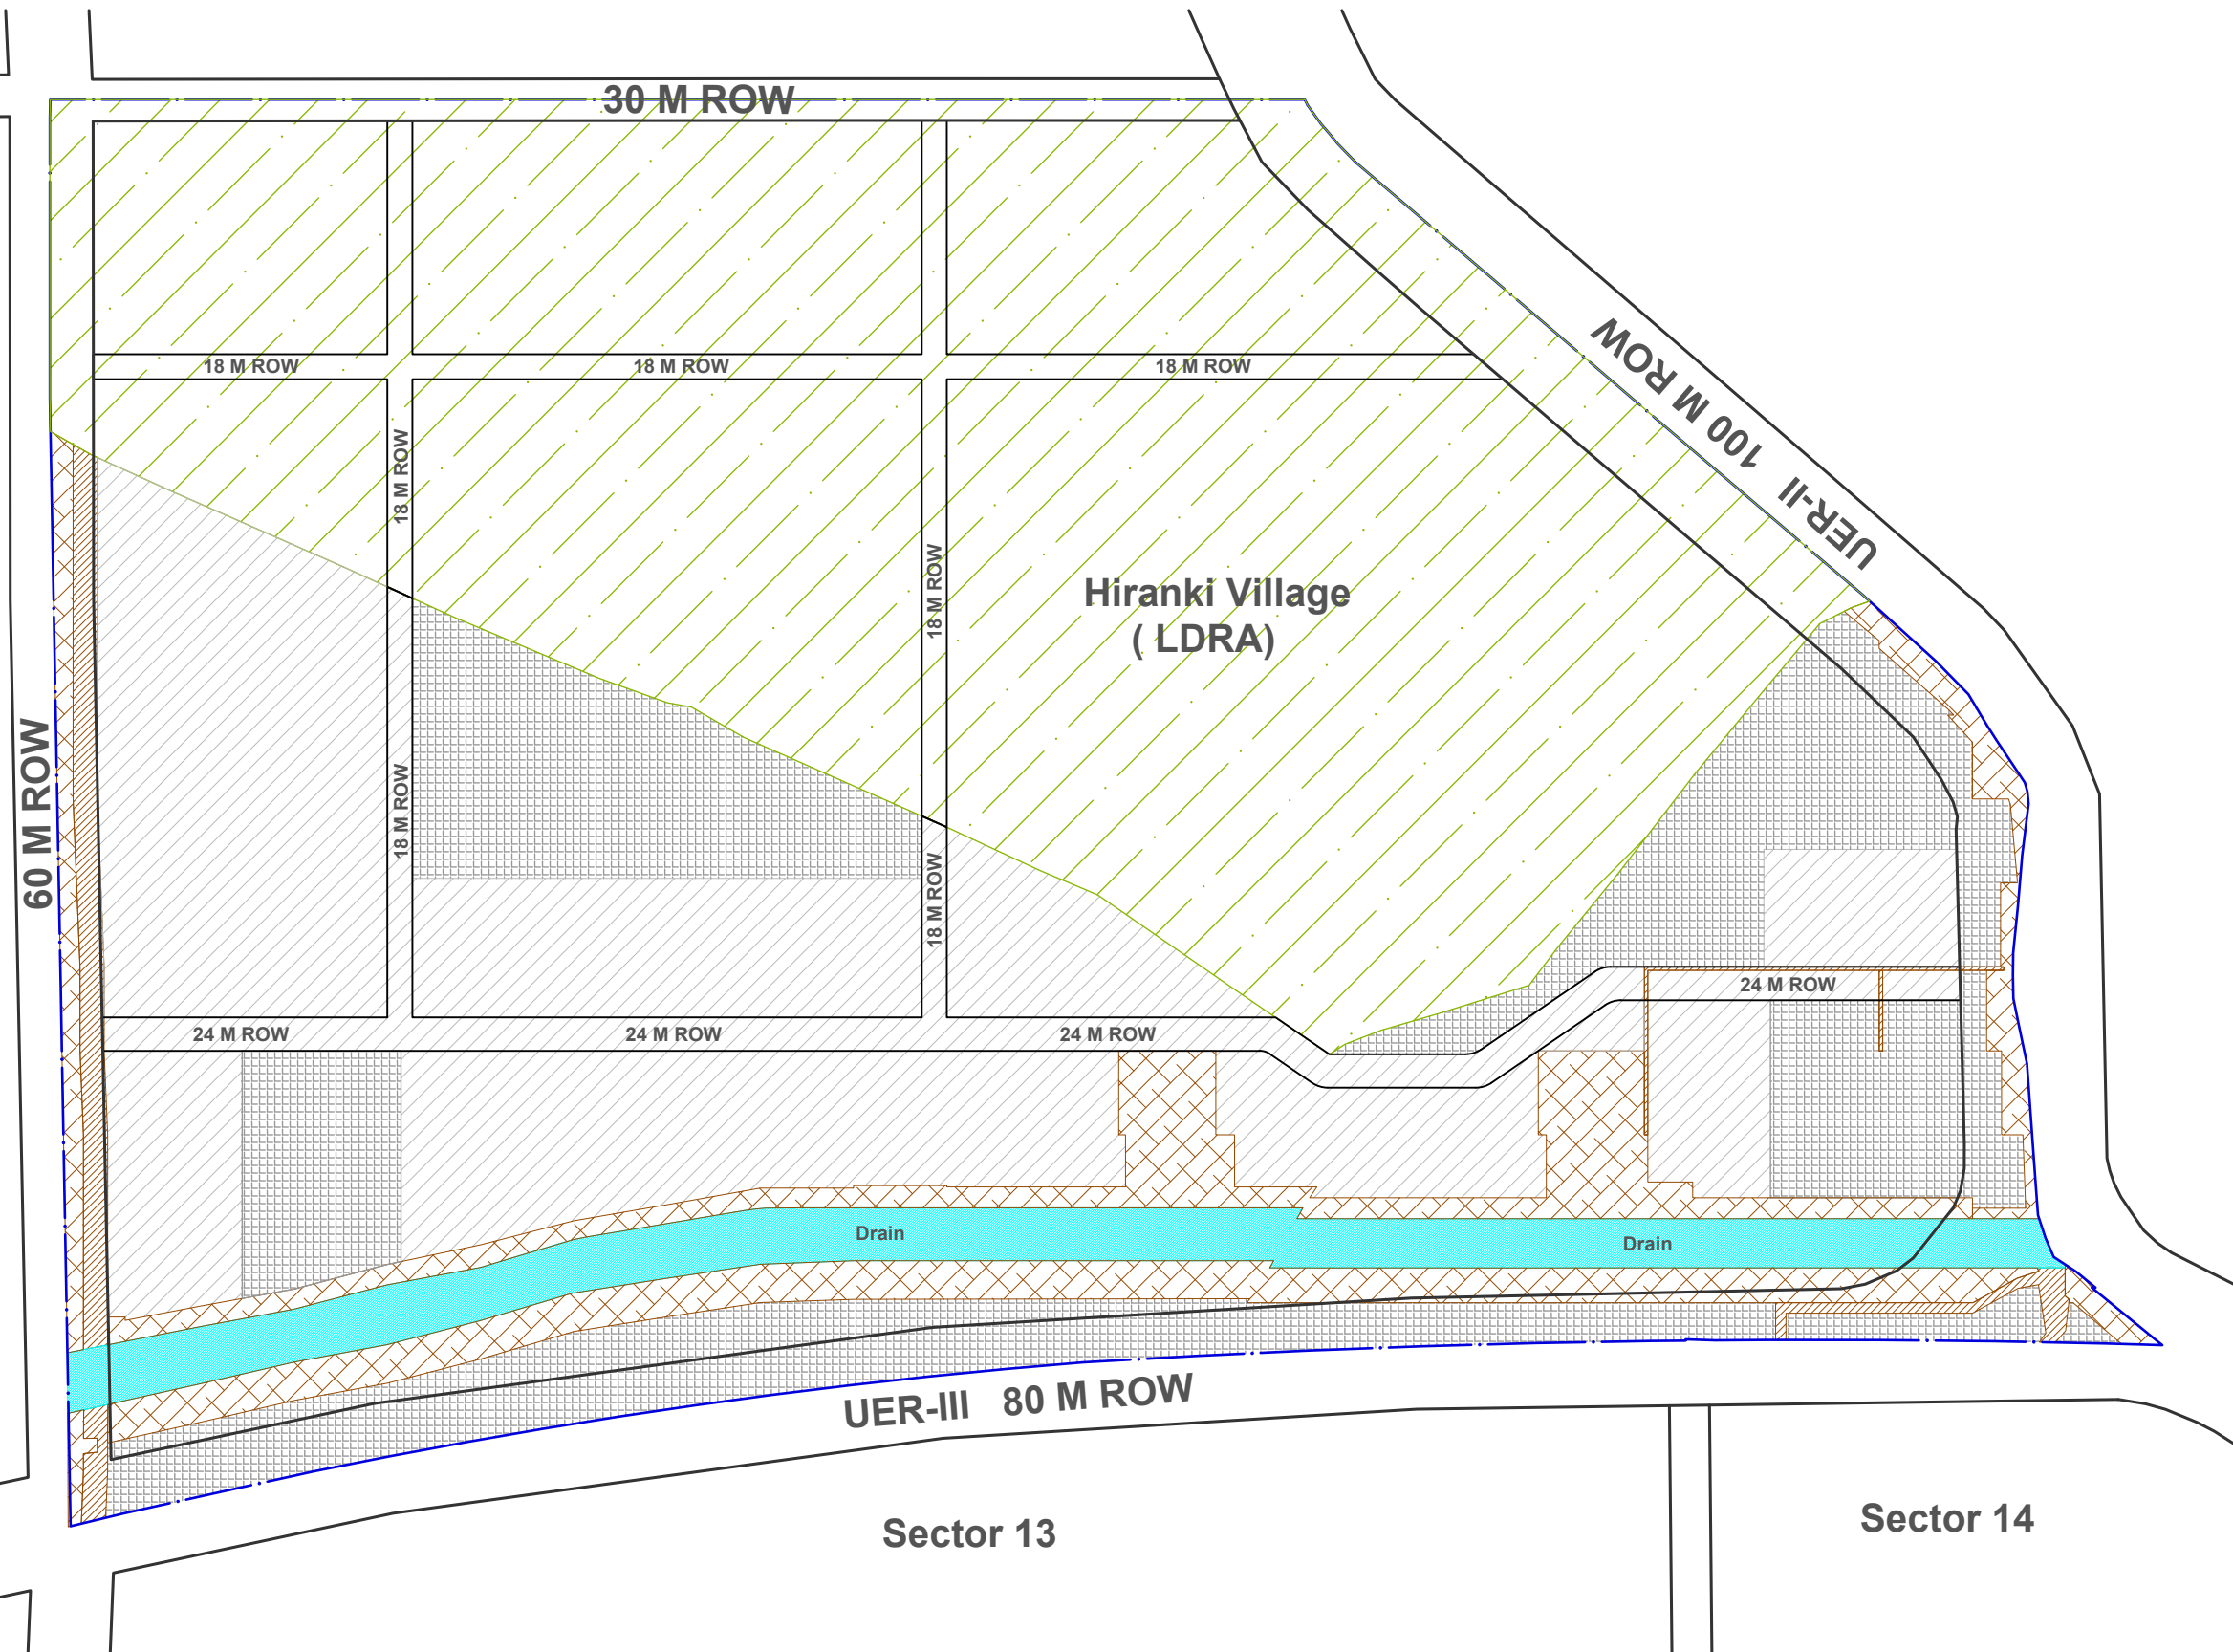 30 M ROW
18 M ROW
18 M ROW
18 M ROW
UER-II   100 M ROW
18 M ROW
18 M ROW
Hiranki Village
( LDRA)
60 M ROW
18 M ROW
18 M ROW
24 M ROW
24 M ROW
24 M ROW
24 M ROW
Drain
Drain
UER-III   80 M ROW
Sector 13
Sector 14